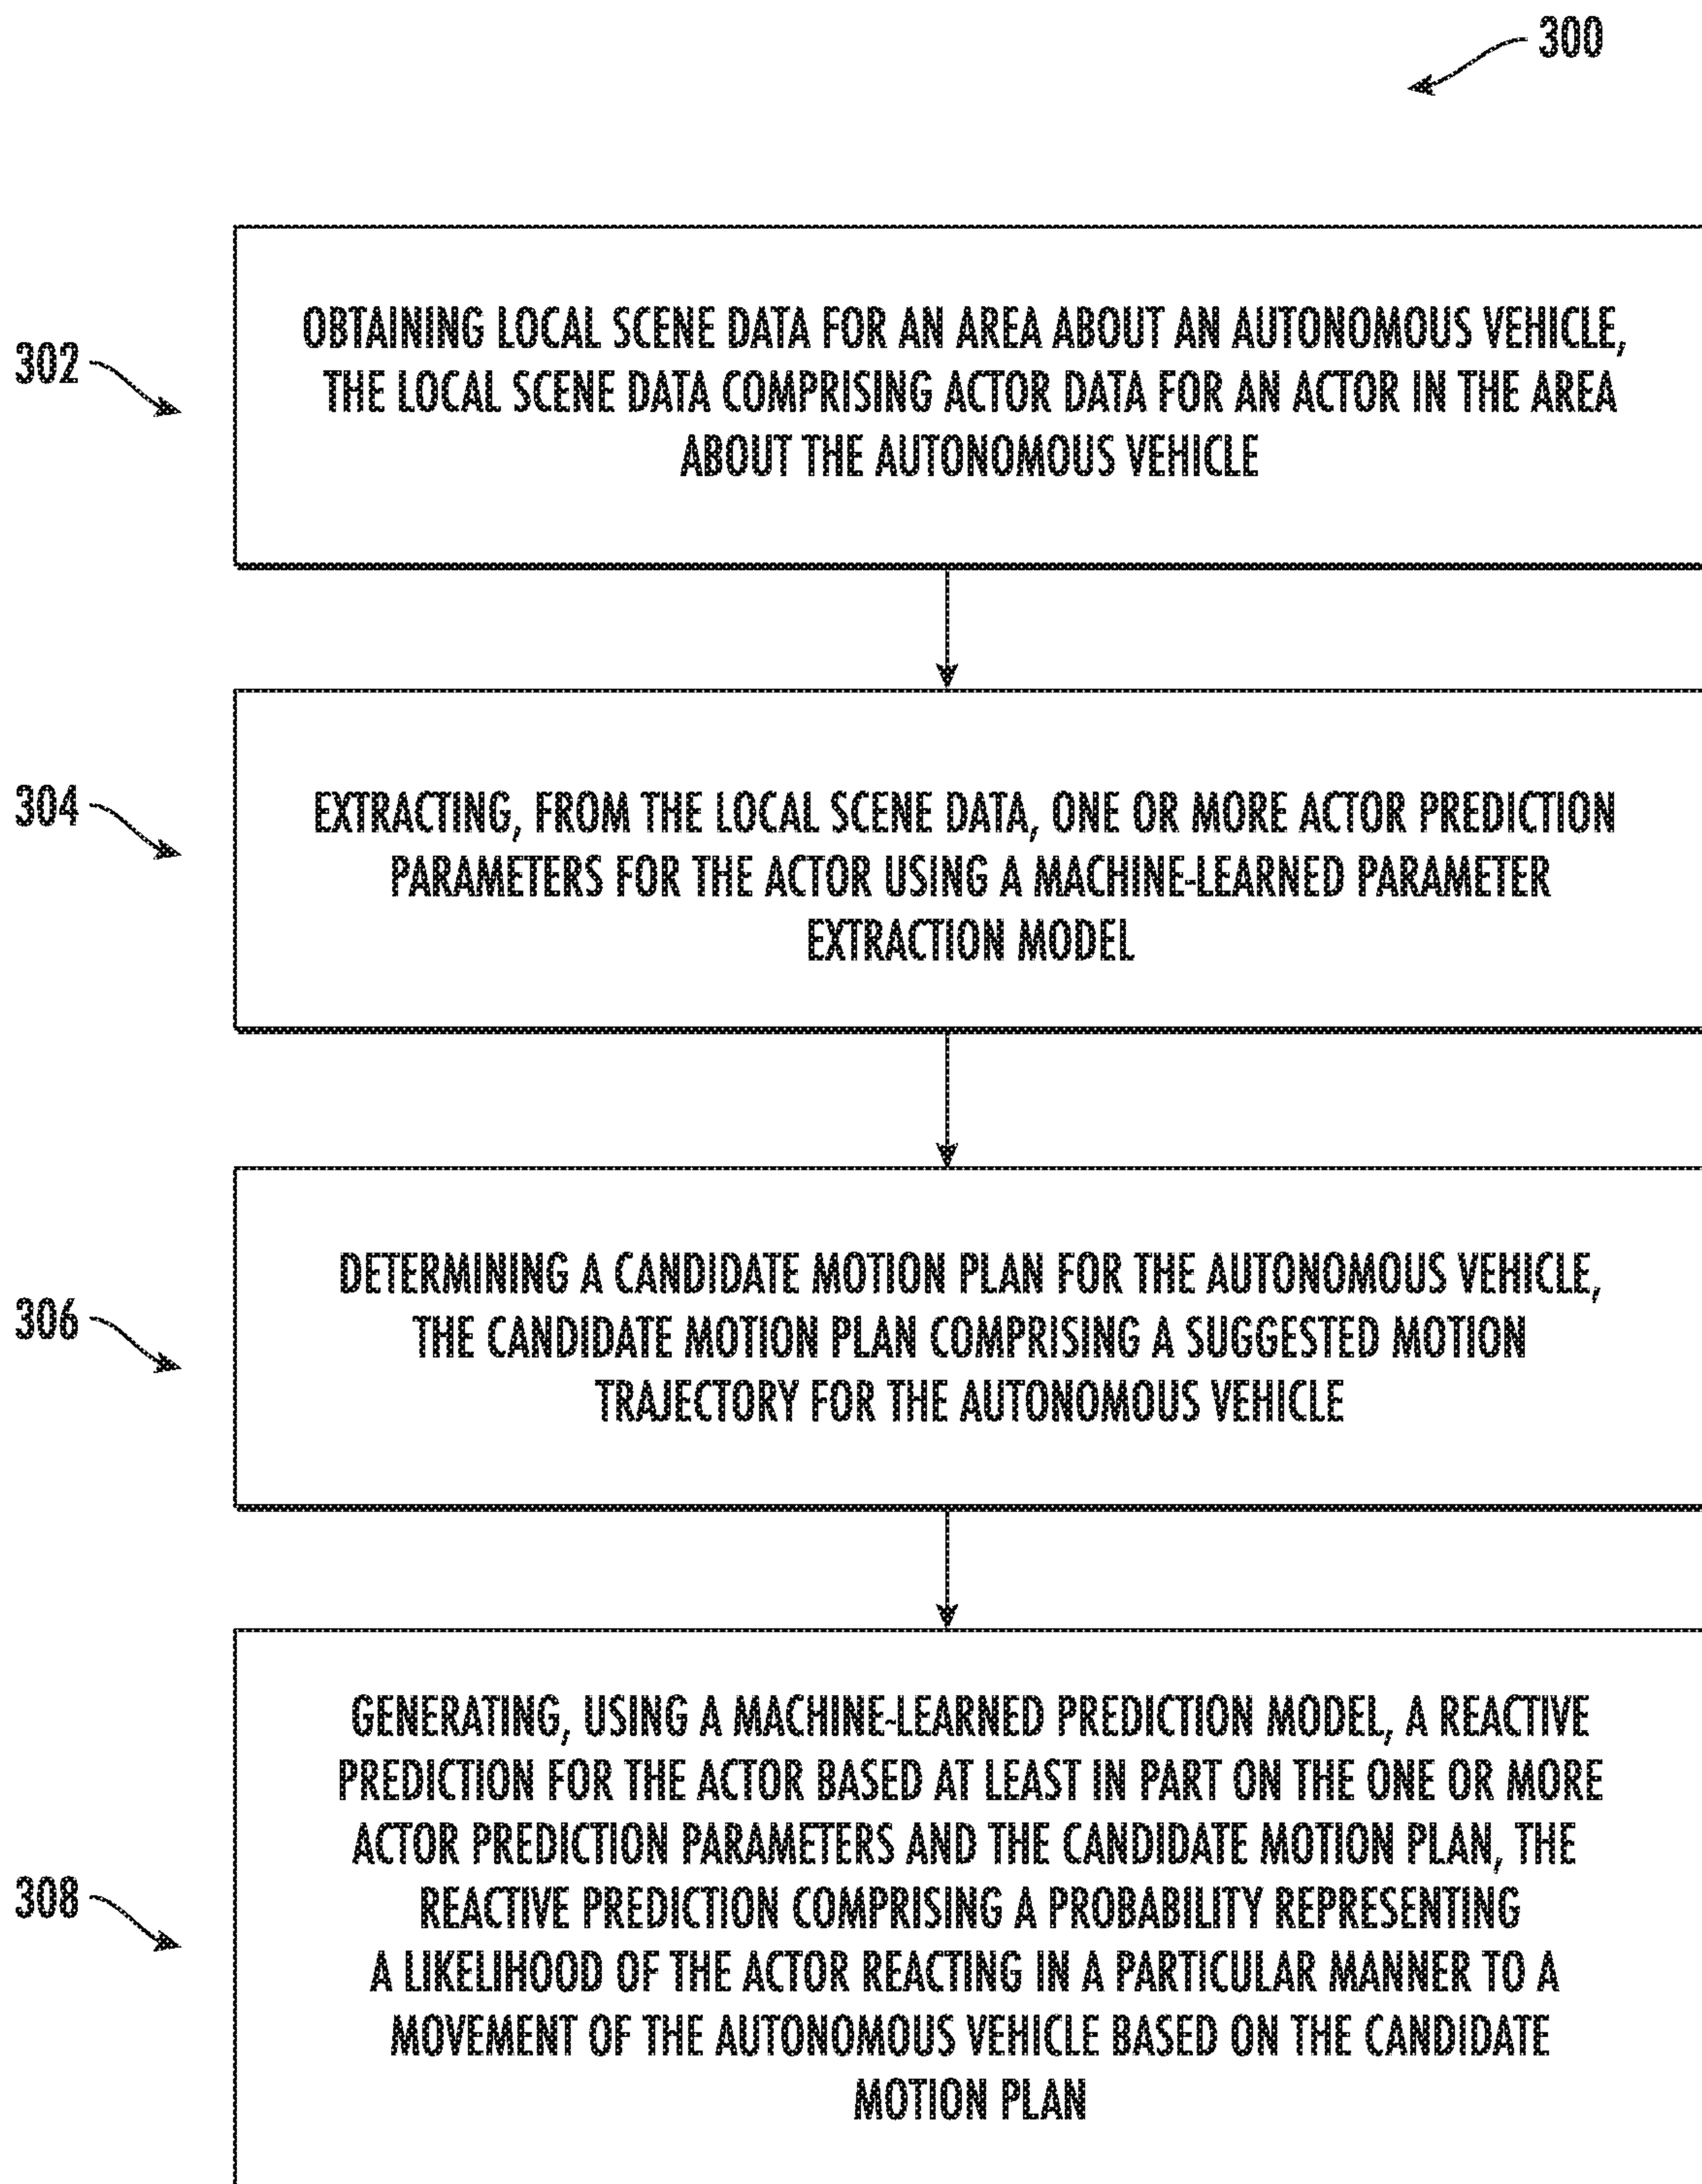 300
302
OBTAINING LOCAL SCENE DATA FOR AN AREA ABOUT AN AUTONOMOUS VEHICLE,
THE LOCAL SCENE DATA COMPRISING ACTOR DATA FOR AN ACTOR IN THE AREA
ABOUT THE AUTONOMOUS VEHICLE
304
EXTRACTING, FROM THE LOCAL SCENE DATA, ONE OR MORE ACTOR PREDICTION
PARAMETERS FOR THE ACTOR USING A MACHINE-LEARNED PARAMETER
EXTRACTION MODEL
306
DETERMINING A CANDIDATE MOTION PLAN FOR THE AUTONOMOUS VEHICLE,
THE CANDIDATE MOTION PLAN COMPRISING A SUGGESTED MOTION
TRAJECTORY FOR THE AUTONOMOUS VEHICLE
308
GENERATING, USING A MACHINE-LEARNED PREDICTION MODEL, A REACTIVE
PREDICTION FOR THE ACTOR BASED AT LEAST IN PART ON THE ONE OR MORE
ACTOR PREDICTION PARAMETERS AND THE CANDIDATE MOTION PLAN, THE
REACTIVE PREDICTION COMPRISING A PROBABILITY REPRESENTING
A LIKELIHOOD OF THE ACTOR REACTING IN A PARTICULAR MANNER TO A
MOVEMENT OF THE AUTONOMOUS VEHICLE BASED ON THE CANDIDATE
MOTION PLAN